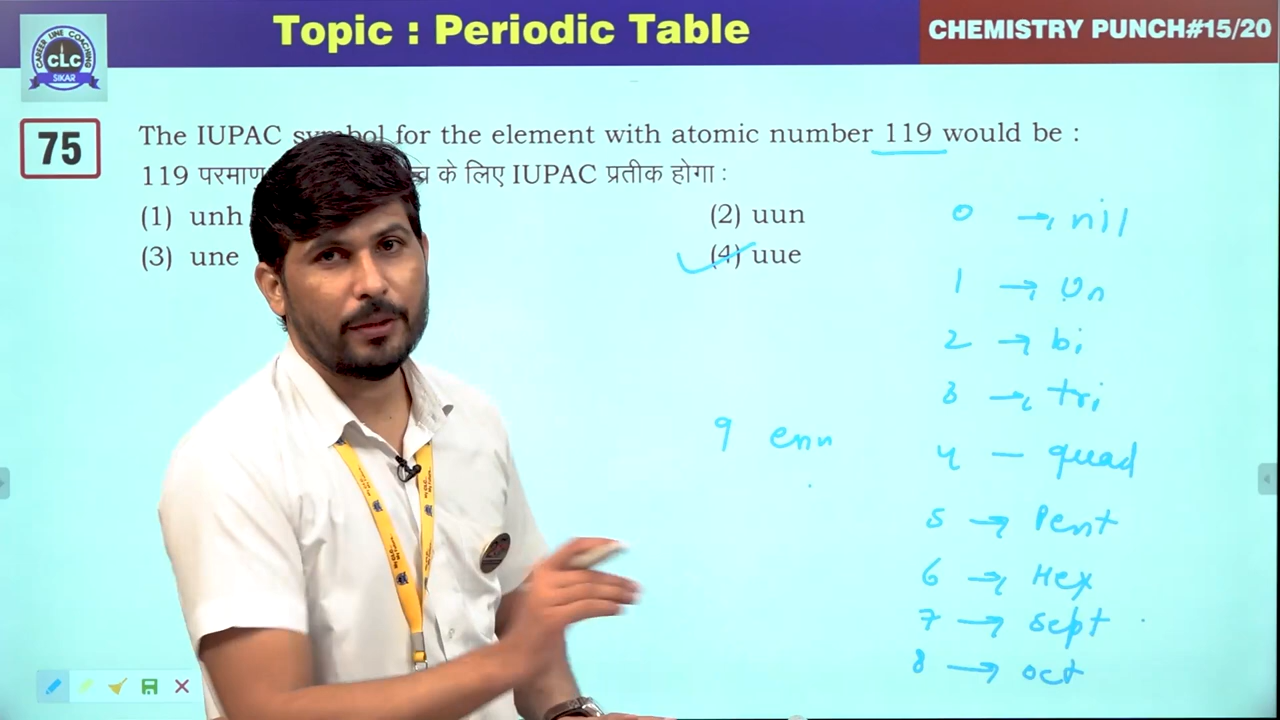 Topic : Periodic Table
CHEMISTRY PUNCH#15/20
CAREER LINE COACHING
CLC
SIKAR
75
The IUPAC symbol for the element with atomic number 119 would be :
119 के लिए IUPAC प्रतीक होगा :
(1) unh
(2) uun
(3) une
(4) uue
0 → nil
1 → Un
2 → bi
3 → tri
9 enn
4 — quad
5 → Pent
6 → Hex
7 → sept
8 → oct